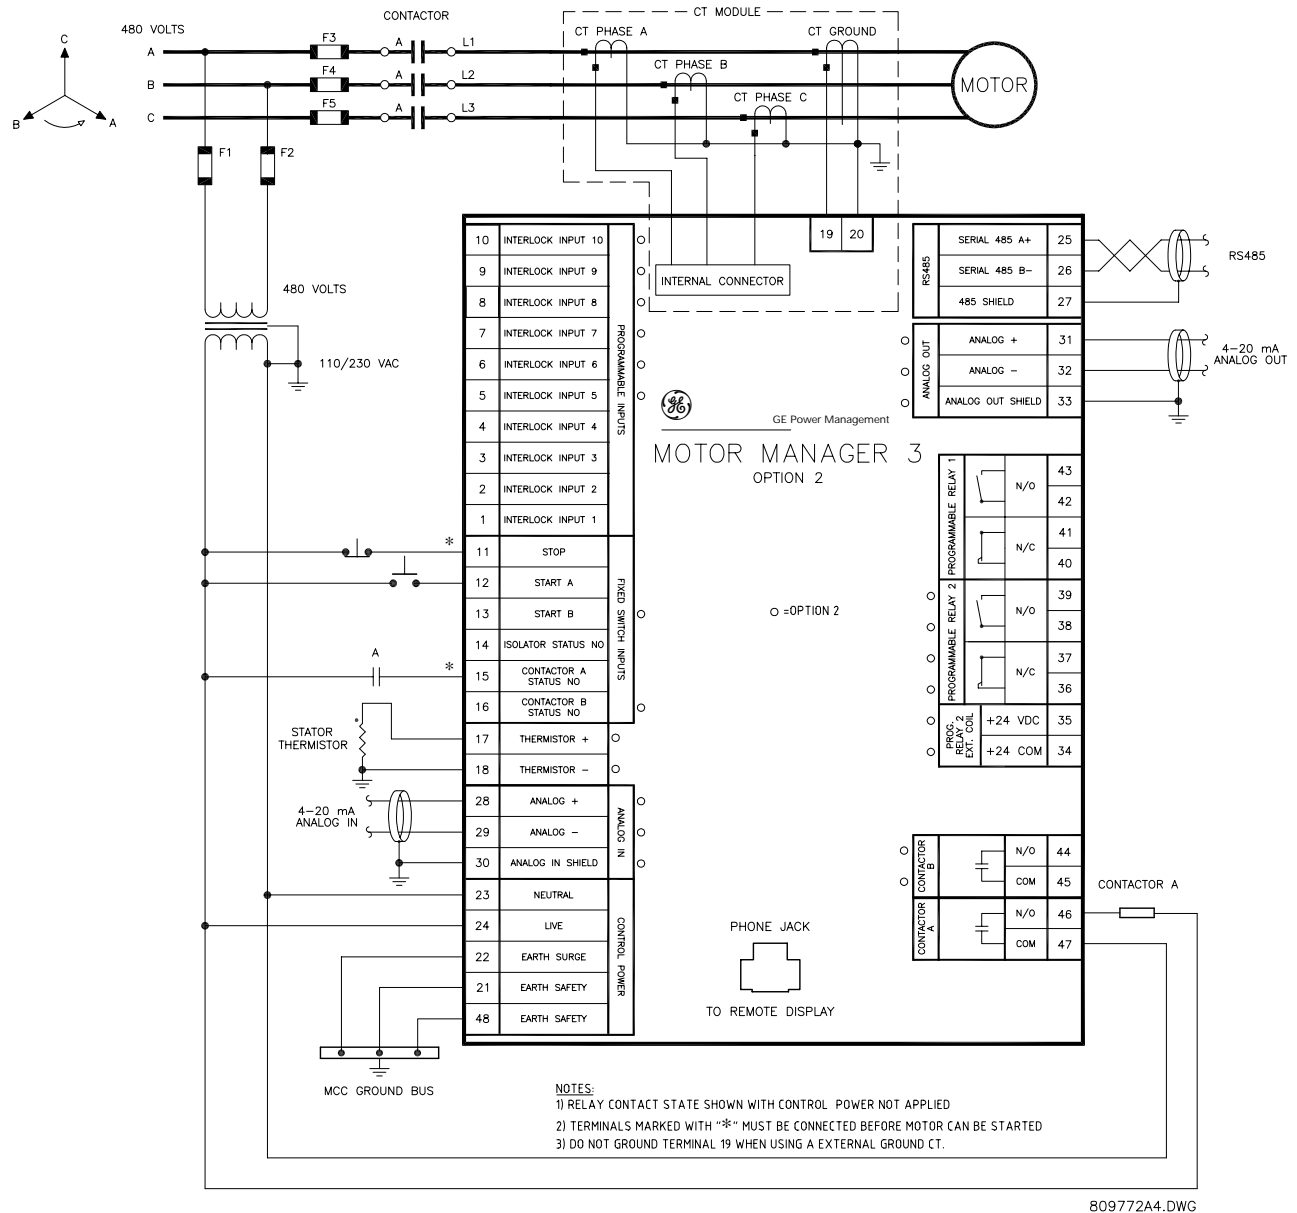 CT MODULE
CONTACTOR
480 VOLTS
C
B
A
A
B
C
F3
F4
F5
A
A
A
L1
L2
L3
CT PHASE A
CT PHASE B
CT PHASE C
CT GROUND
MOTOR
F1
F2
480 VOLTS
110/230 VAC
19 20
INTERNAL CONNECTOR
10 INTERLOCK INPUT 10
9 INTERLOCK INPUT 9
8 INTERLOCK INPUT 8
7 INTERLOCK INPUT 7
6 INTERLOCK INPUT 6
5 INTERLOCK INPUT 5
4 INTERLOCK INPUT 4
3 INTERLOCK INPUT 3
2 INTERLOCK INPUT 2
1 INTERLOCK INPUT 1
PROGRAMMABLE INPUTS
* 11 STOP
12 START A
13 START B
14 ISOLATOR STATUS NO
A
* 15 CONTACTOR A
STATUS NO
16 CONTACTOR B
STATUS NO
FIXED SWITCH INPUTS
STATOR
THERMISTOR
17 THERMISTOR +
18 THERMISTOR –
4–20 mA
ANALOG IN
28 ANALOG +
29 ANALOG –
30 ANALOG IN SHIELD
ANALOG IN
23 NEUTRAL
24 LIVE
22 EARTH SURGE
21 EARTH SAFETY
48 EARTH SAFETY
CONTROL POWER
MCC GROUND BUS
GE
GE Power Management
MOTOR MANAGER 3
OPTION 2
O =OPTION 2
PHONE JACK
TO REMOTE DISPLAY
RS485
SERIAL 485 A+ 25
SERIAL 485 B– 26
485 SHIELD 27
RS485
ANALOG OUT
ANALOG + 31
ANALOG – 32
ANALOG OUT SHIELD 33
4–20 mA
ANALOG OUT
PROGRAMMABLE RELAY 1
N/O 43
42
N/C 41
40
PROGRAMMABLE RELAY 2
N/O 39
38
N/C 37
36
PROG.
RELAY 2
EXT. COIL
+24 VDC 35
+24 COM 34
CONTACTOR
B
N/O 44
COM 45
CONTACTOR
A
N/O 46
COM 47
CONTACTOR A
NOTES:
1) RELAY CONTACT STATE SHOWN WITH CONTROL POWER NOT APPLIED
2) TERMINALS MARKED WITH "*" MUST BE CONNECTED BEFORE MOTOR CAN BE STARTED
3) DO NOT GROUND TERMINAL 19 WHEN USING A EXTERNAL GROUND CT.
809772A4.DWG